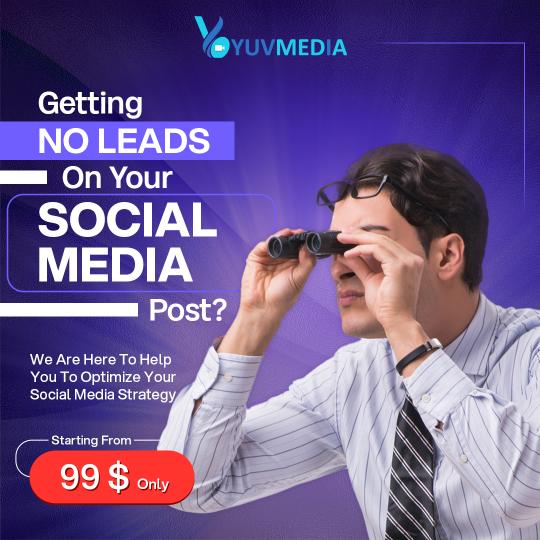 YUVMEDIA
Getting
NO LEADS
On Your
SOCIAL
MEDIA
Post?
We Are Here To Help
You To Optimize Your
Social Media Strategy
Starting From
99 $ Only